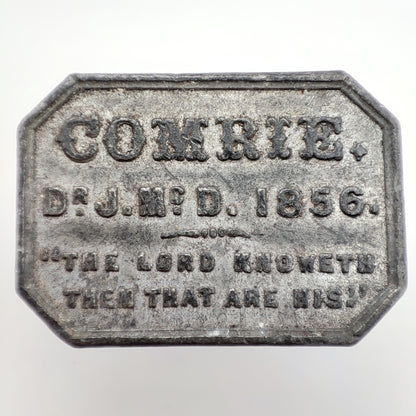 COMRIE.
DR J. McD. 1856.
"THE LORD KNOWETH
THEM THAT ARE HIS."